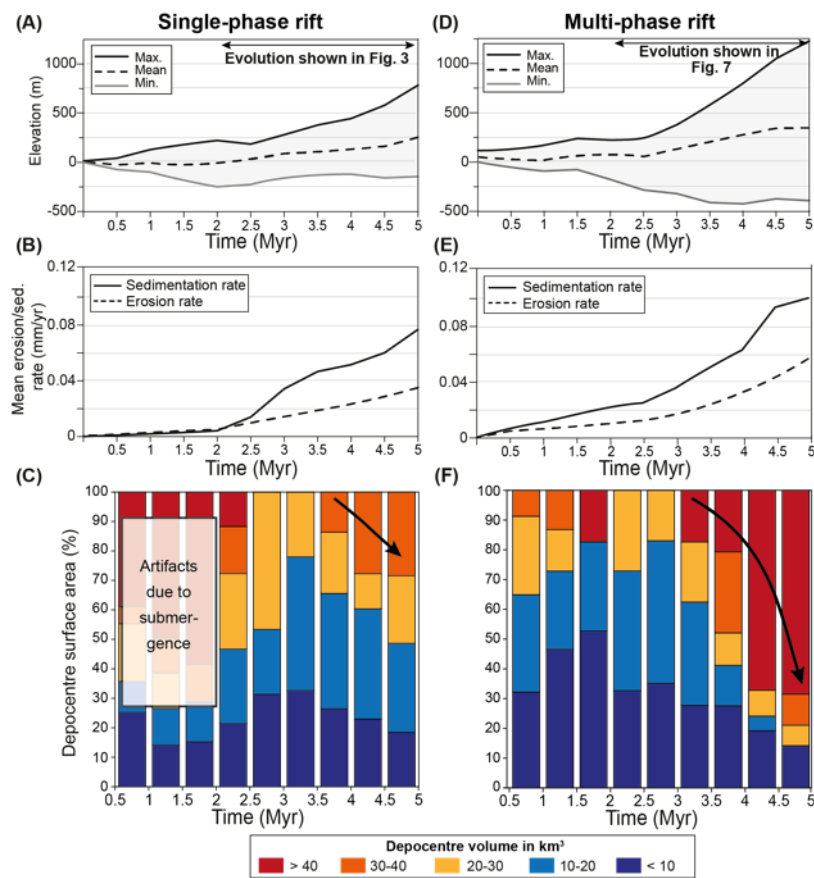 Single-phase rift
(A)
Evolution shown in Fig. 3
Max.
Mean
Min.
Elevation (m)
1000
500
0
-500
0.5 1 1.5 2 2.5 3 3.5 4 4.5 5
Time (Myr)
(B)
0.12
Sedimentation rate
Erosion rate
Mean erosion/sed.
rate (mm/yr)
0.08
0.04
0
0.5 1 1.5 2 2.5 3 3.5 4 4.5 5
Time (Myr)
(C)
Depocentre surface area (%)
100
90
80
70
60
50
40
30
20
10
0
Artifacts
due to
submer-
gence
0.5 1 1.5 2 2.5 3 3.5 4 4.5 5
Time (Myr)
Multi-phase rift
(D)
Evolution shown in
Fig. 7
Max.
Mean
Min.
1000
500
0
-500
0.5 1 1.5 2 2.5 3 3.5 4 4.5 5
Time (Myr)
(E)
0.12
Sedimentation rate
Erosion rate
0.08
0.04
0
0.5 1 1.5 2 2.5 3 3.5 4 4.5 5
Time (Myr)
(F)
100
90
80
70
60
50
40
30
20
10
0
0.5 1 1.5 2 2.5 3 3.5 4 4.5 5
Time (Myr)
Depocentre volume in km³
> 40 30-40 20-30 10-20 < 10